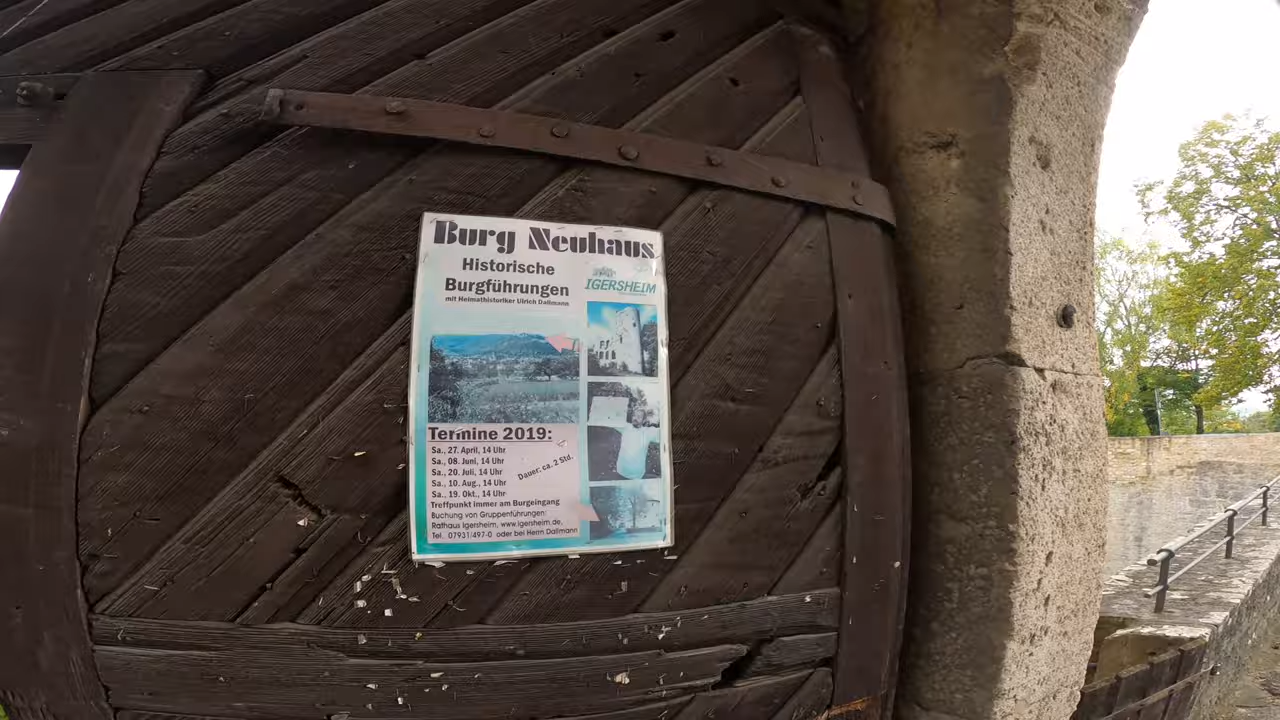 Burg Neuhaus
Historische
Burgführungen
mit Heimathistoriker Ulrich Dallmann
IGERSHEIM
Termine 2019:
Sa., 27. April, 14 Uhr
Sa., 08. Juni, 14 Uhr
Sa., 20. Juli, 14 Uhr
Sa., 10. Aug., 14 Uhr
Sa., 19. Okt., 14 Uhr
Dauer: ca. 2 Std.
Treffpunkt immer am Burgeingang
Buchung von Gruppenführungen:
Rathaus Igersheim, www.igersheim.de,
Tel. 07931/497-0 oder bei Herrn Dallmann